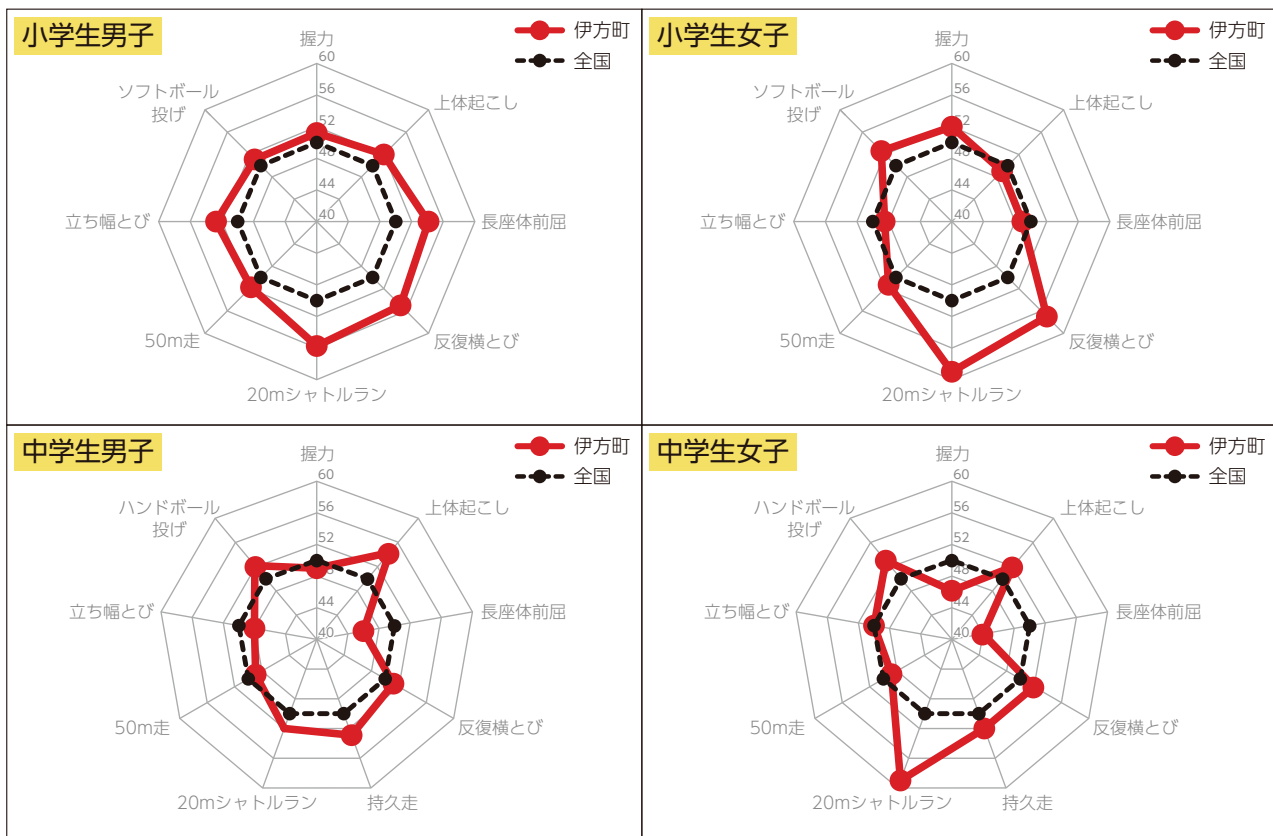 小学生男子
伊方町
全国
握力
60
56
52
48
44
40
上体起こし
長座体前屈
反復横とび
20mシャトルラン
50m走
立ち幅とび
ソフトボール
投げ
小学生女子
伊方町
全国
握力
60
56
52
48
44
40
上体起こし
長座体前屈
反復横とび
20mシャトルラン
50m走
立ち幅とび
ソフトボール
投げ
中学生男子
伊方町
全国
握力
60
56
52
48
44
40
上体起こし
長座体前屈
反復横とび
持久走
20mシャトルラン
50m走
立ち幅とび
ハンドボール
投げ
中学生女子
伊方町
全国
握力
60
56
52
48
44
40
上体起こし
長座体前屈
反復横とび
持久走
20mシャトルラン
50m走
立ち幅とび
ハンドボール
投げ